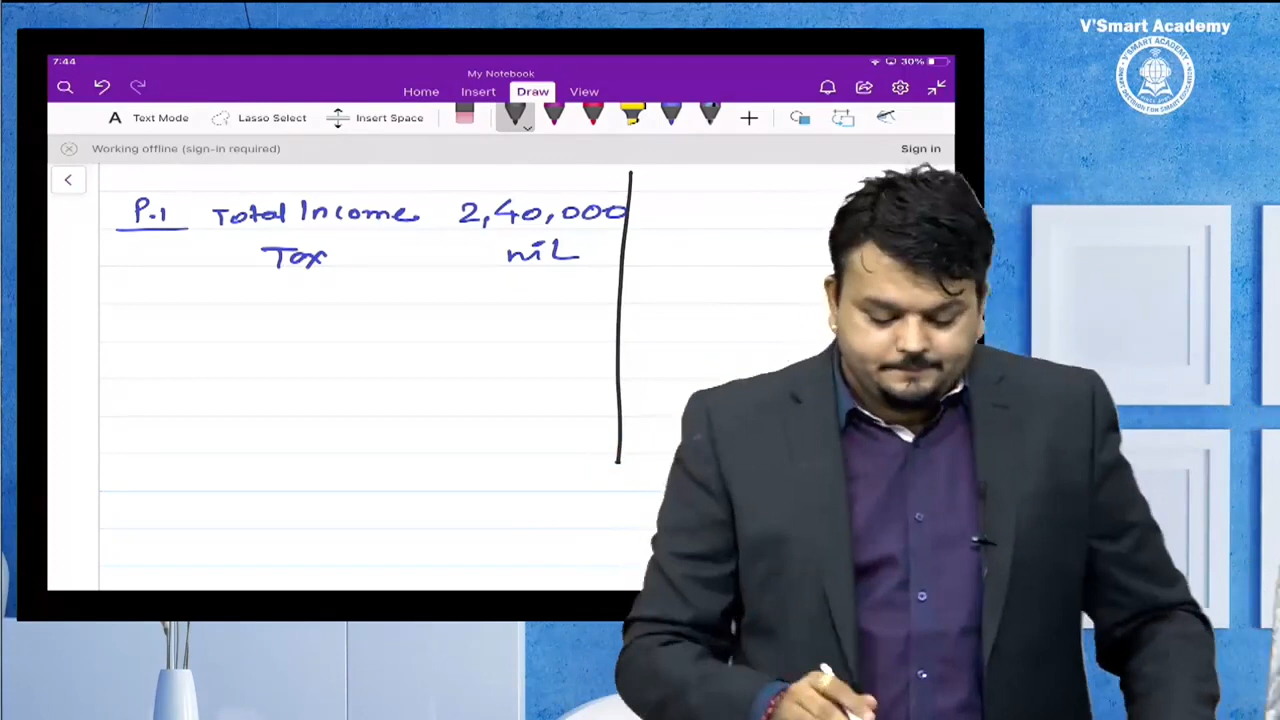 V'Smart Academy
7:44
30%
My Notebook
Home Insert Draw View
A Text Mode Lasso Select Insert Space
Working offline (sign-in required) Sign in
P.1 Total Income 2,40,000
Tax nil